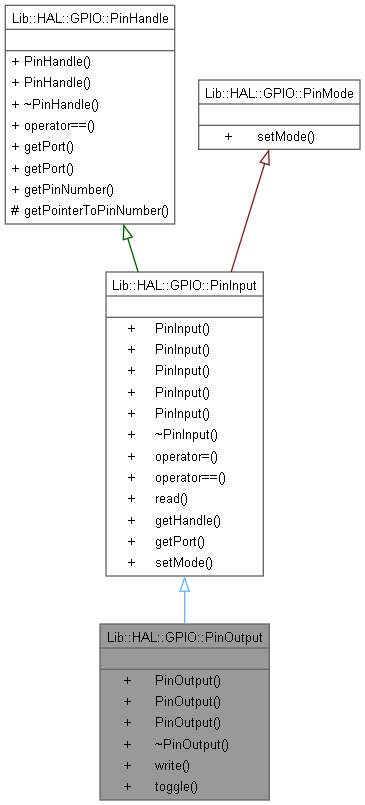 Lib::HAL::GPIO::PinHandle
+ PinHandle()
+ PinHandle()
+ ~PinHandle()
+ operator==()
+ getPort()
+ getPort()
+ getPinNumber()
# getPointerToPinNumber()
Lib::HAL::GPIO::PinMode
+ setMode()
Lib::HAL::GPIO::PinInput
+ PinInput()
+ PinInput()
+ PinInput()
+ PinInput()
+ PinInput()
+ ~PinInput()
+ operator=()
+ operator==()
+ read()
+ getHandle()
+ getPort()
+ setMode()
Lib::HAL::GPIO::PinOutput
+ PinOutput()
+ PinOutput()
+ PinOutput()
+ ~PinOutput()
+ write()
+ toggle()